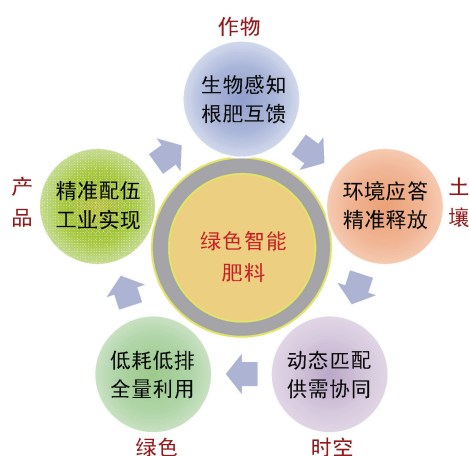 作物
生物感知
根肥互馈
土壤
环境应答
精准释放
动态匹配
供需协同
时空
低耗低排
全量利用
绿色
产品
精准配伍
工业实现
绿色智能
肥料